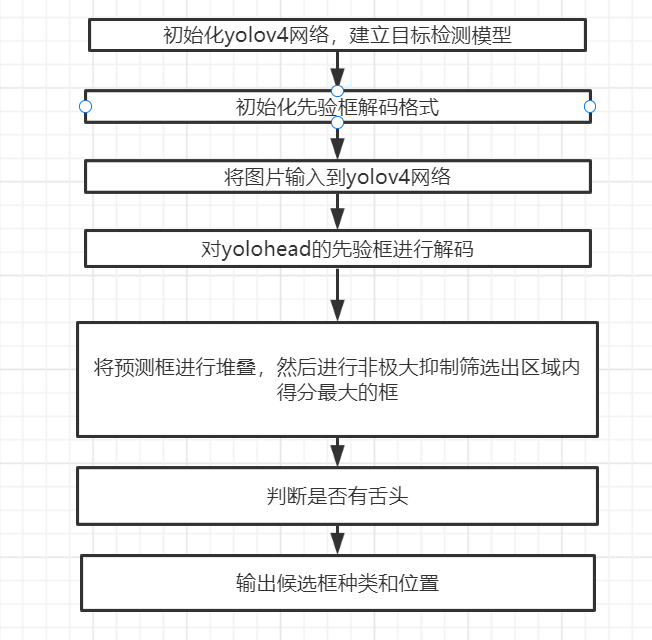 初始化yolov4网络，建立目标检测模型
初始化先验框解码格式
将图片输入到yolov4网络
对yolohead的先验框进行解码
将预测框进行堆叠，然后进行非极大抑制筛选出区域内
得分最大的框
判断是否有舌头
输出候选框种类和位置